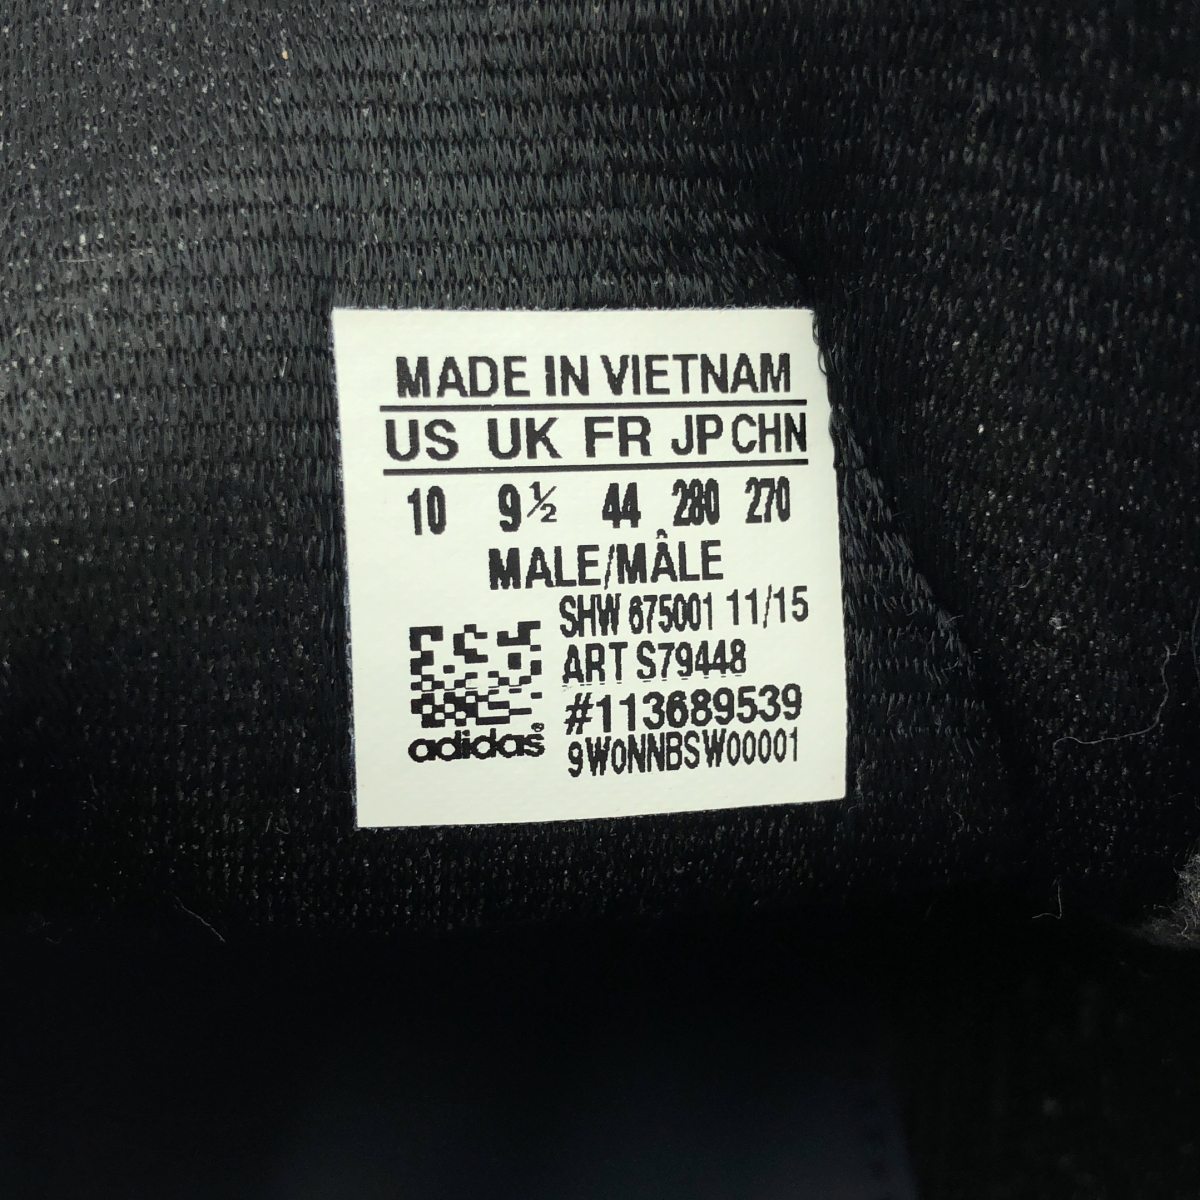 MADE IN VIETNAM
US UK FR JP CHN
10 9½ 44 280 270
MALE/MÂLE
SHW 675001 11/15
ART S79448
#113689539
adidas®
9W0NNBSW00001